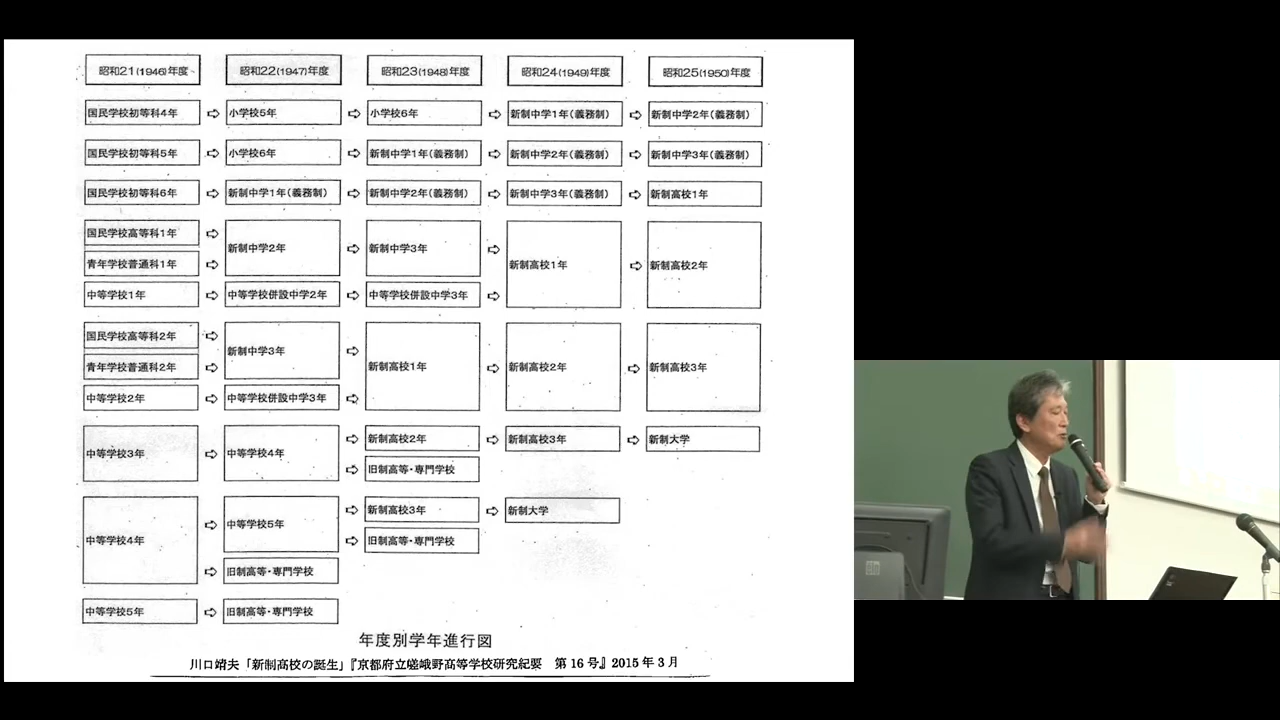 昭和21(1946)年度 昭和22(1947)年度 昭和23(1948)年度 昭和24(1949)年度 昭和25(1950)年度
国民学校初等科4年 ⇨ 小学校5年 ⇨ 小学校6年 ⇨ 新制中学1年(義務制) ⇨ 新制中学2年(義務制)
国民学校初等科5年 ⇨ 小学校6年 ⇨ 新制中学1年(義務制) ⇨ 新制中学2年(義務制) ⇨ 新制中学3年(義務制)
国民学校初等科6年 ⇨ 新制中学1年(義務制) ⇨ 新制中学2年(義務制) ⇨ 新制中学3年(義務制) ⇨ 新制高校1年
国民学校高等科1年 ⇨
新制中学2年 ⇨ 新制中学3年 ⇨
青年学校普通科1年 ⇨ 新制高校1年 ⇨ 新制高校2年
中等学校1年 ⇨ 中等学校併設中学2年 ⇨ 中等学校併設中学3年 ⇨
国民学校高等科2年 ⇨
新制中学3年 ⇨
青年学校普通科2年 ⇨ 新制高校1年 ⇨ 新制高校2年 ⇨ 新制高校3年
中等学校2年 ⇨ 中等学校併設中学3年 ⇨
新制高校2年 ⇨ 新制高校3年 ⇨ 新制大学
中等学校3年 ⇨ 中等学校4年 ⇨
旧制高等・専門学校
新制高校3年 ⇨ 新制大学
中等学校5年 ⇨
中等学校4年 ⇨ 旧制高等・専門学校
旧制高等・専門学校
中等学校5年 ⇨ 旧制高等・専門学校
年度別学年進行図
川口靖夫「新制高校の誕生」『京都府立嵯峨野高等学校研究紀要 第16号』2015年3月